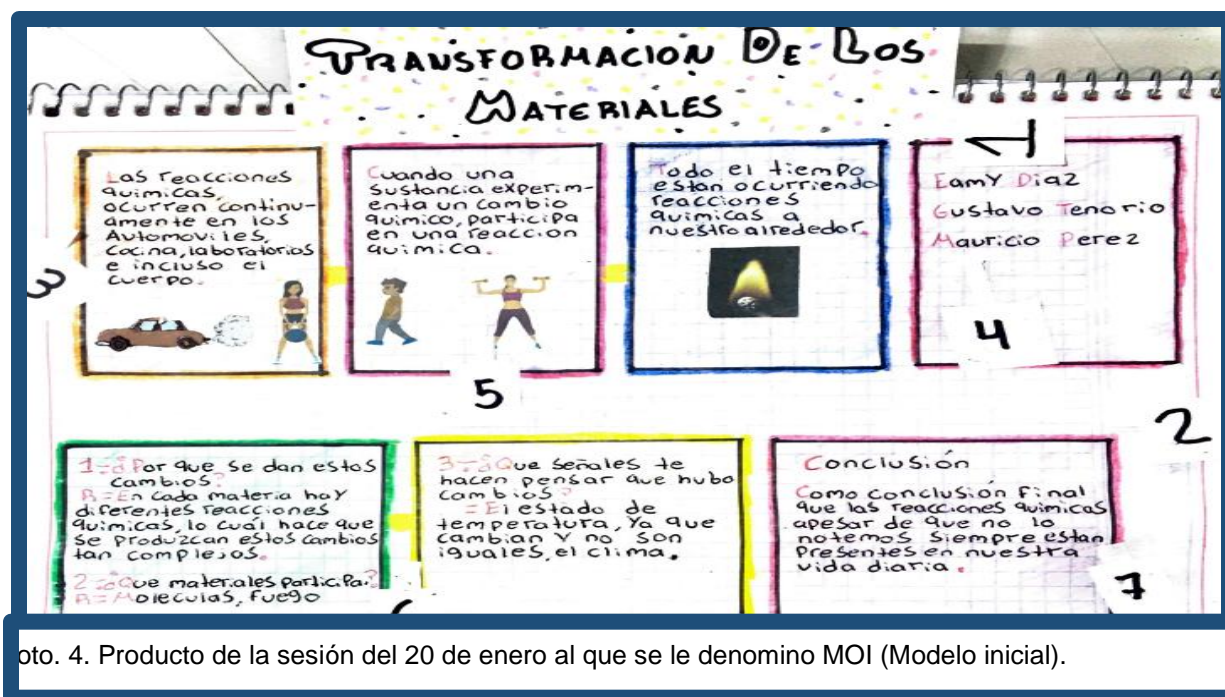 TRANSFORMACION DE LOS
MATERIALES
Las reacciones
quimicas,
ocurren continu-
amente en los
Automoviles,
Cocina, laboratorios
e incluso el
cuerpo.
3
Cuando una
sustancia experim-
enta un cambio
quimico, participa
en una reaccion
quimica.
5
Todo el tiempo
estan ocurriendo
reacciones
quimicas a
nuestro alrededor.
1
Eamy Diaz
Gustavo Tenorio
Mauricio Perez
4
2
1-¿Por que se dan estos
cambios?
R=En cada materia hay
diferentes reacciones
quimicas, lo cuál hace que
se produzcan estos cambios
tan complejos.
2-¿Que materiales participa.?
R=Moleculas, fuego
3-¿Que señales te
hacen pensar que hubo
cambios?
=El estado de
temperatura, Ya que
cambian y no son
iguales, el clima.
Conclusión
Como conclusión final
que las reacciones quimicas
apesar de que no lo
notemos siempre estan
Presentes en nuestra
vida diaria.
7
oto. 4. Producto de la sesión del 20 de enero al que se le denomino MOI (Modelo inicial).